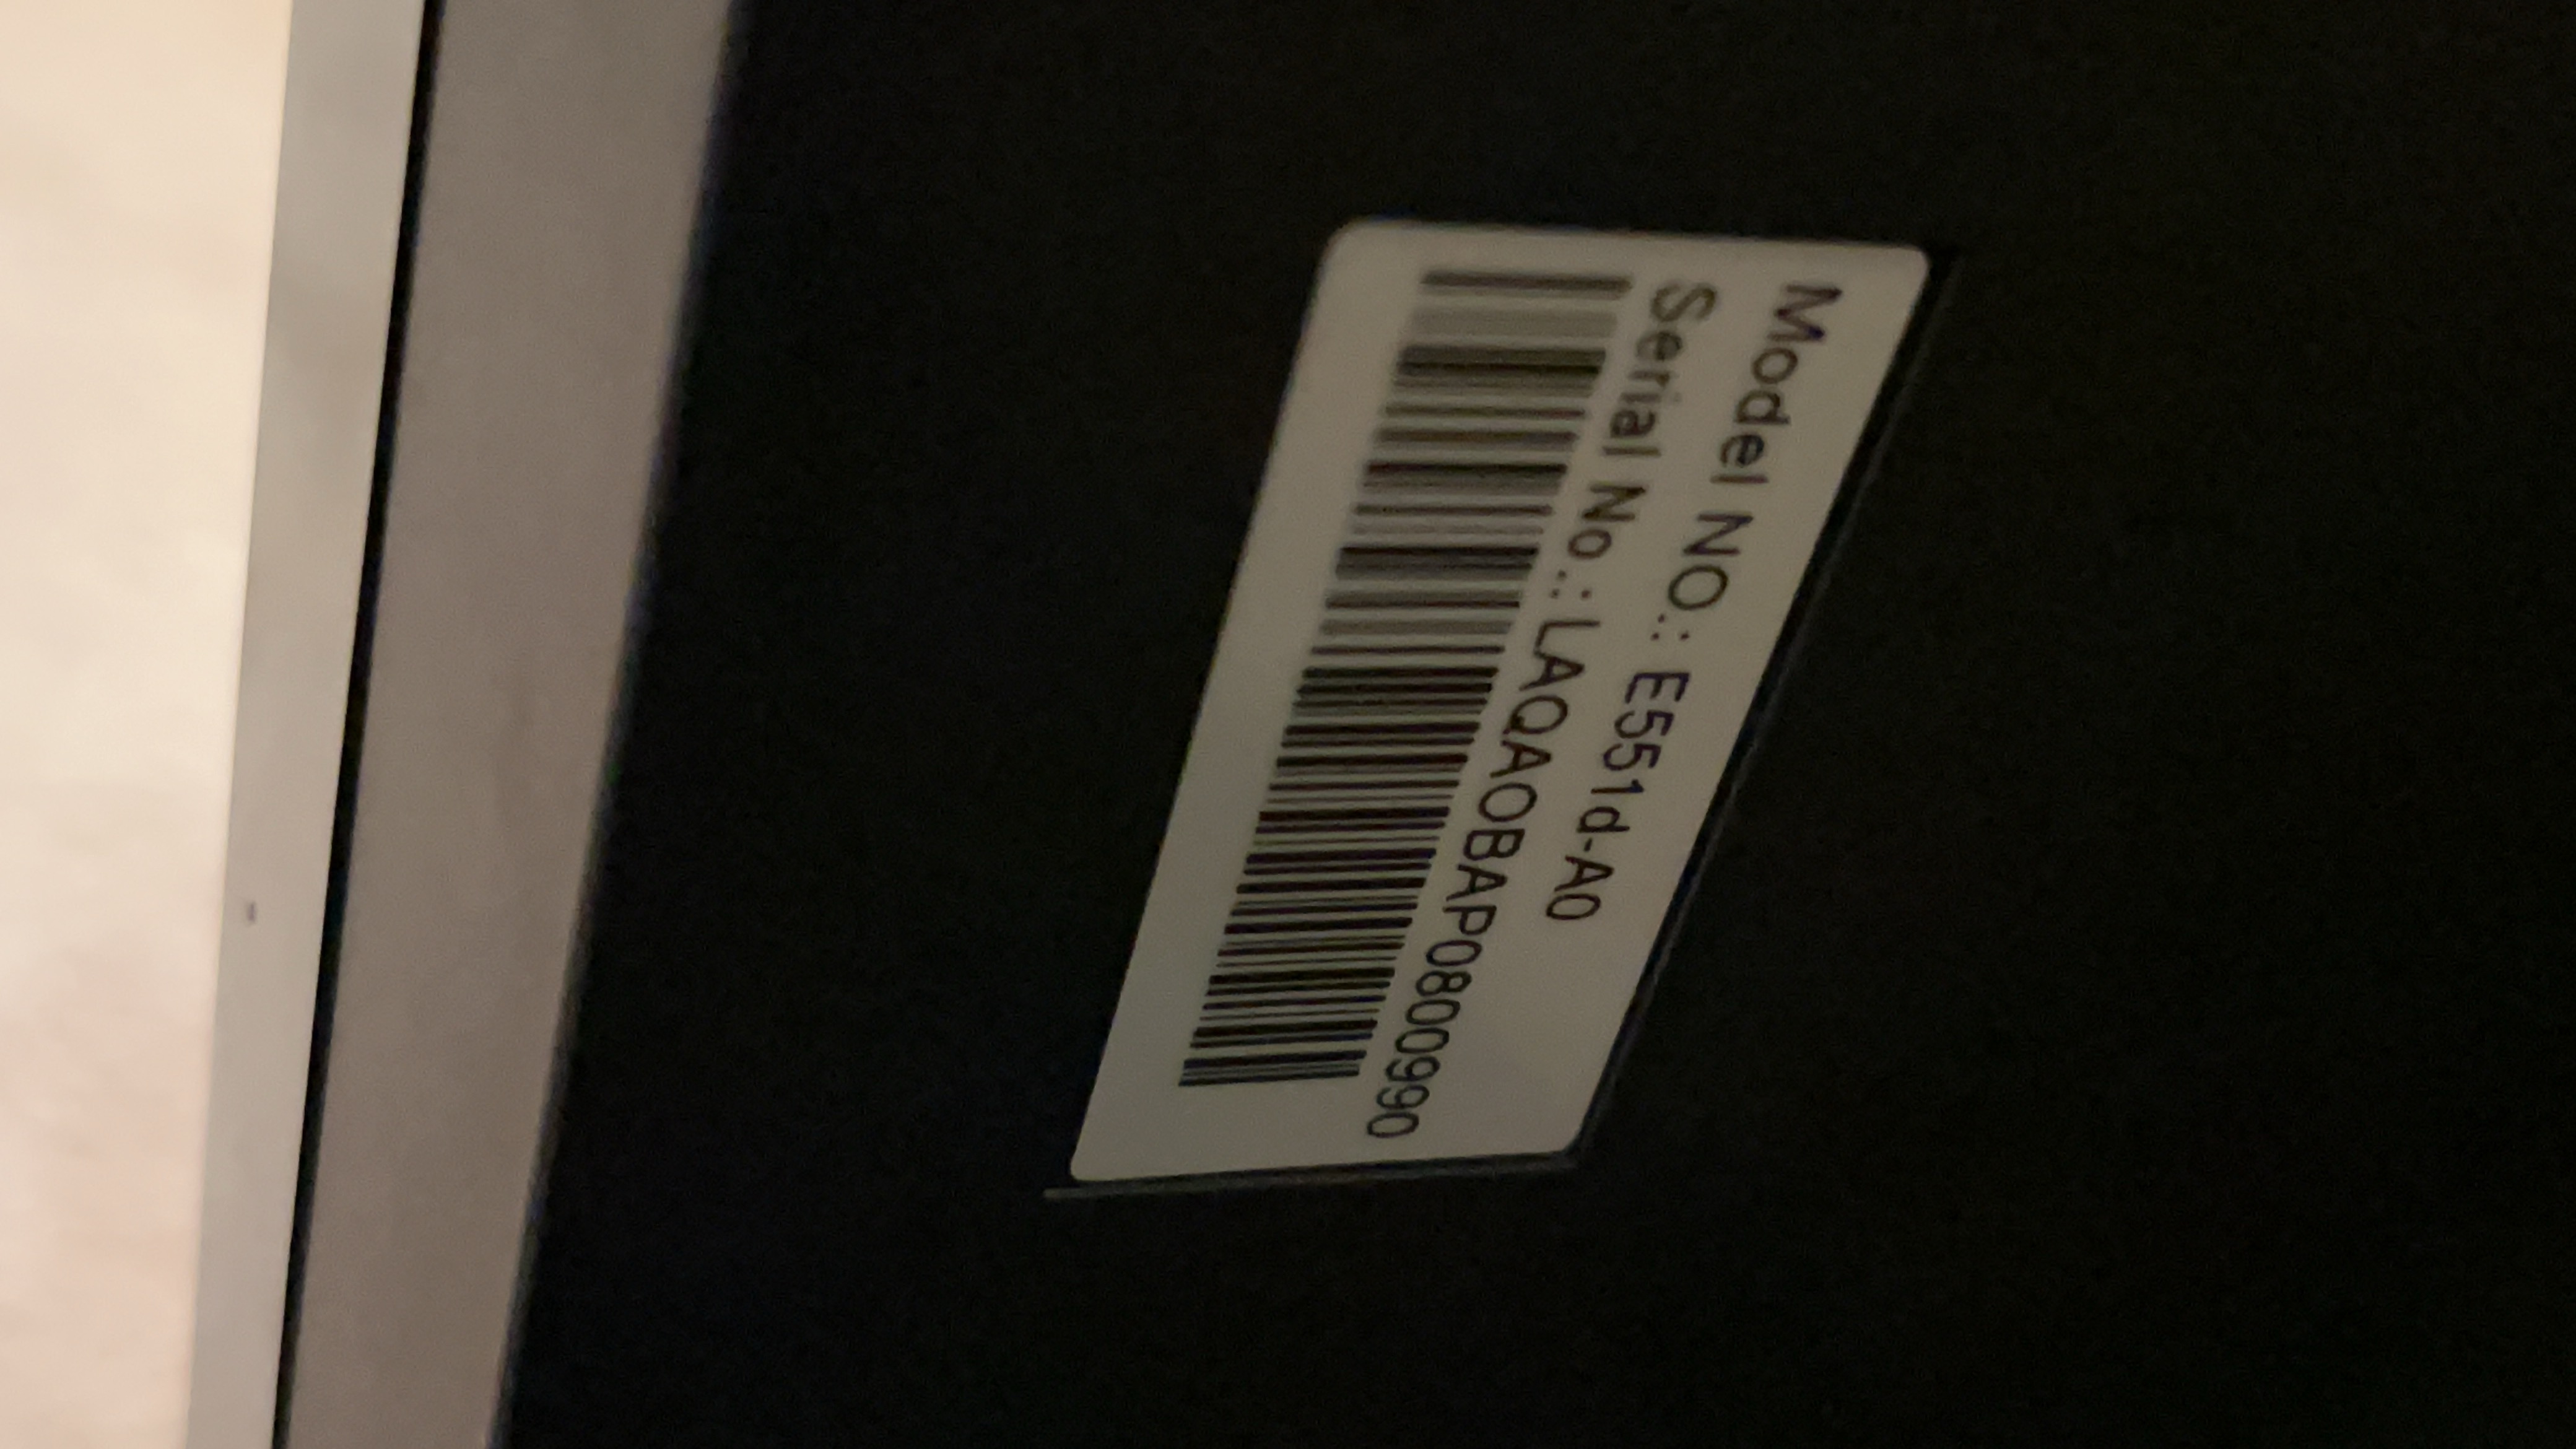 Model NO.: E551d-A0
Serial No.: LAQAOBAP0800990